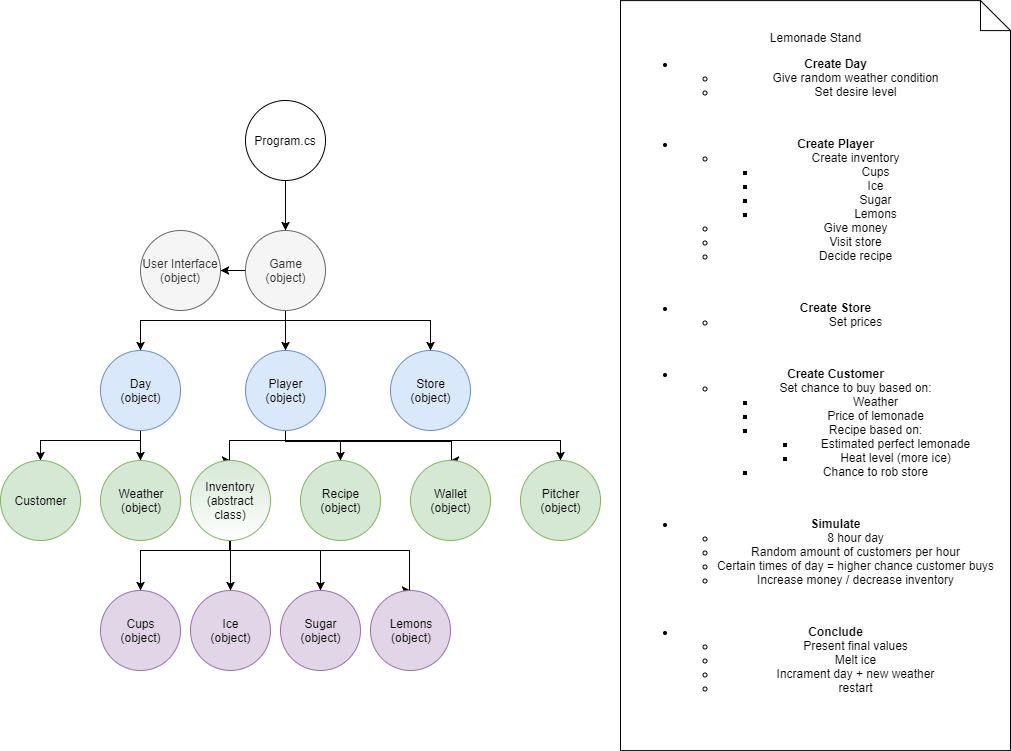 Program.cs
User Interface
(object)
Game
(object)
Day
(object)
Player
(object)
Store
(object)
Customer
Weather
(object)
Inventory
(abstract
class)
Recipe
(object)
Wallet
(object)
Pitcher
(object)
Cups
(object)
Ice
(object)
Sugar
(object)
Lemons
(object)
Lemonade Stand
Create Day
Give random weather condition
Set desire level
Create Player
Create inventory
Cups
Ice
Sugar
Lemons
Give money
Visit store
Decide recipe
Create Store
Set prices
Create Customer
Set chance to buy based on:
Weather
Price of lemonade
Recipe based on:
Estimated perfect lemonade
Heat level (more ice)
Chance to rob store
Simulate
8 hour day
Random amount of customers per hour
Certain times of day = higher chance customer buys
Increase money / decrease inventory
Conclude
Present final values
Melt ice
Incrament day + new weather
restart